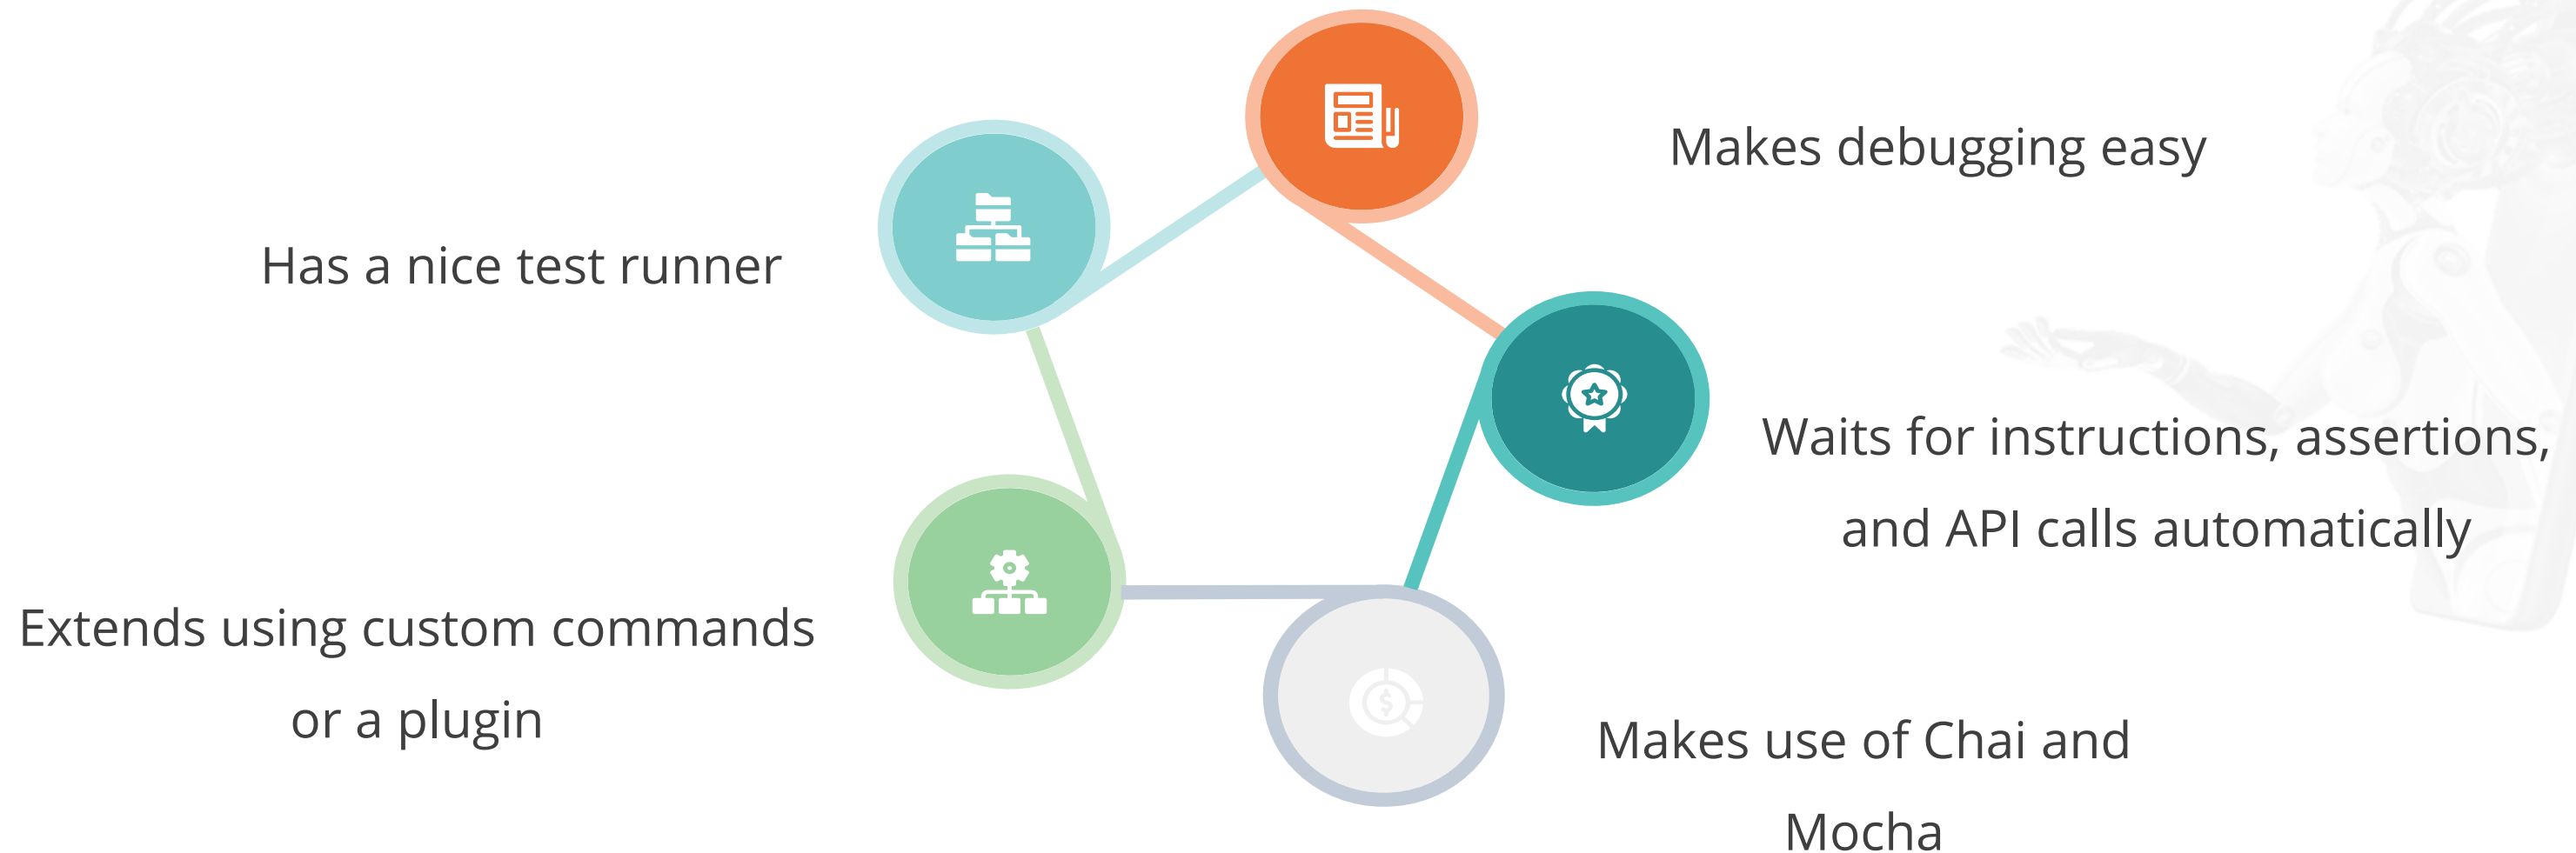 Makes debugging easy
Has a nice test runner
Waits for instructions, assertions,
and API calls automatically
Extends using custom commands
or a plugin
Makes use of Chai and
Mocha